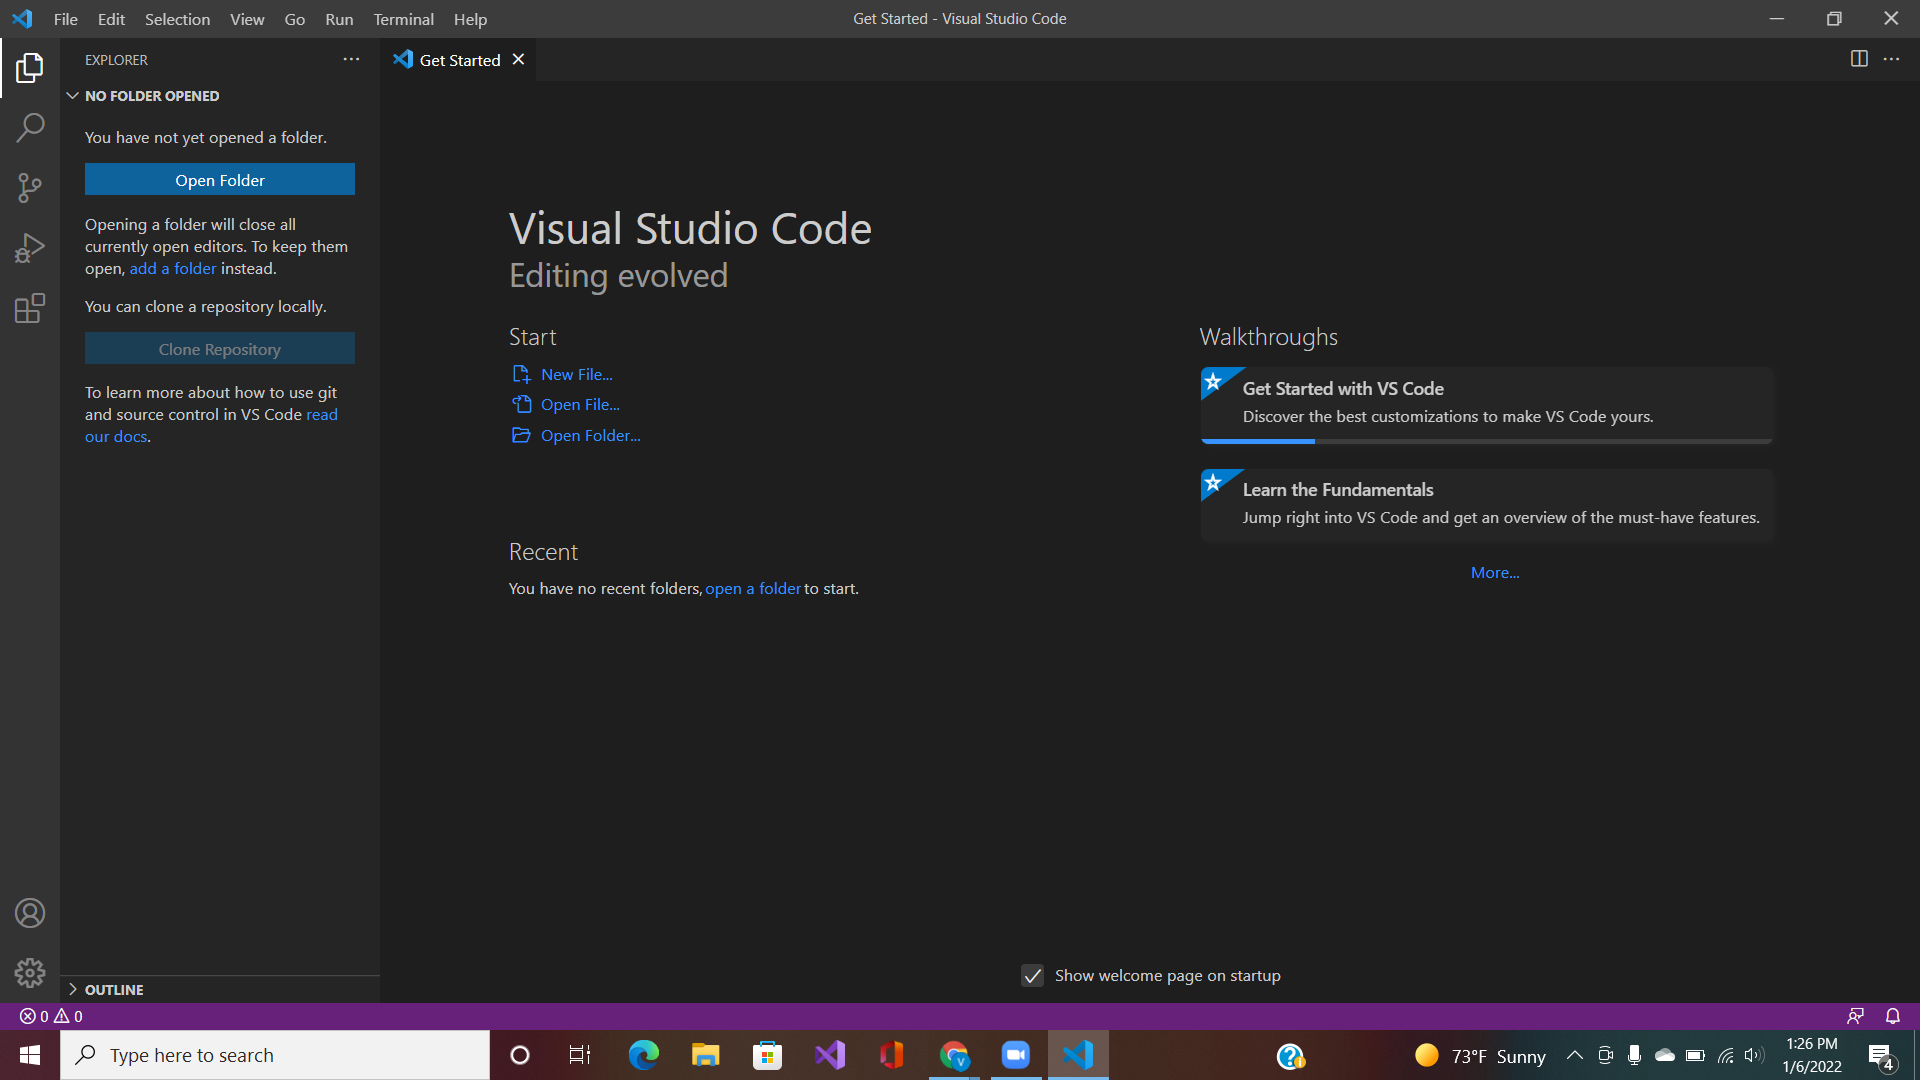 File Edit Selection View Go Run Terminal Help
Get Started - Visual Studio Code
EXPLORER
NO FOLDER OPENED
You have not yet opened a folder.
Open Folder
Opening a folder will close all
currently open editors. To keep them
open, add a folder instead.
You can clone a repository locally.
Clone Repository
To learn more about how to use git
and source control in VS Code read
our docs.
OUTLINE
Get Started
Visual Studio Code
Editing evolved
Start
New File...
Open File...
Open Folder...
Recent
You have no recent folders, open a folder to start.
Walkthroughs
Get Started with VS Code
Discover the best customizations to make VS Code yours.
Learn the Fundamentals
Jump right into VS Code and get an overview of the must-have features.
More...
Show welcome page on startup
0 0
Type here to search
V
73°F Sunny
1:26 PM
1/6/2022
4